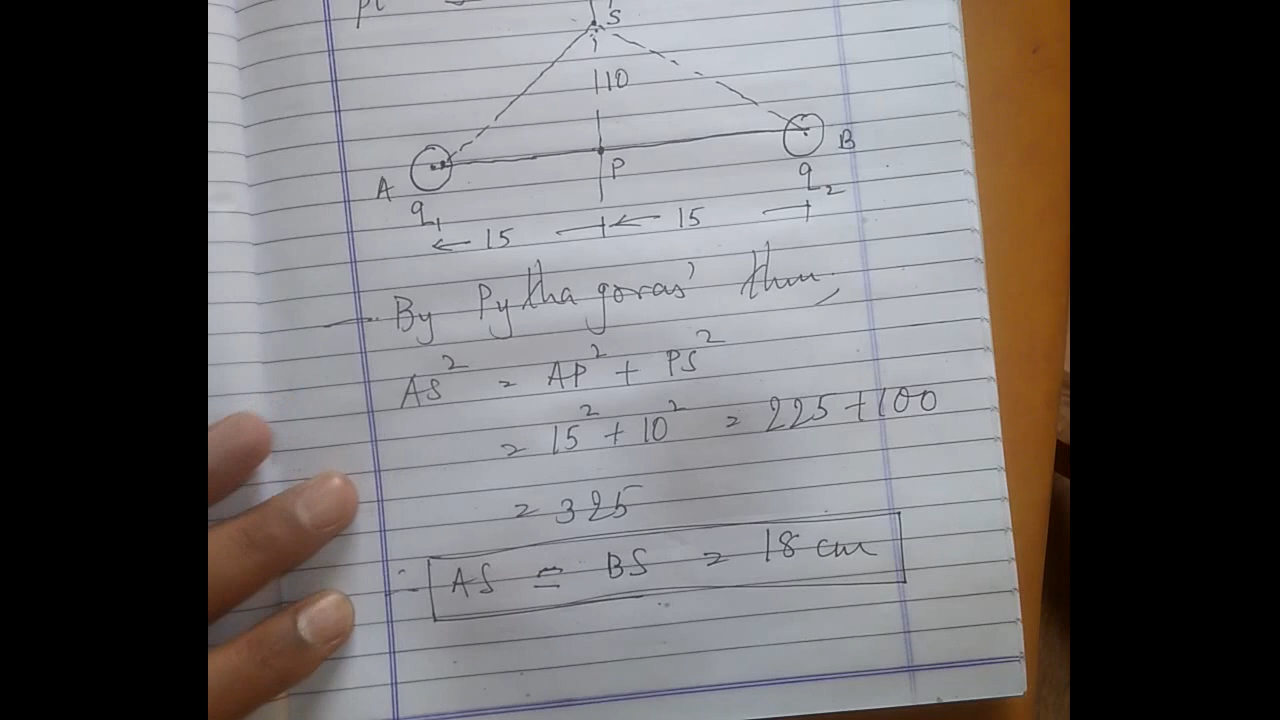 S
10
P
B
A
q₁
q₂
← 15 → ← 15 →
By Pythagoras' thm,
AS² = AP² + PS²
= 15² + 10² = 225 + 100
= 325
∴ AS = BS = 18 cm